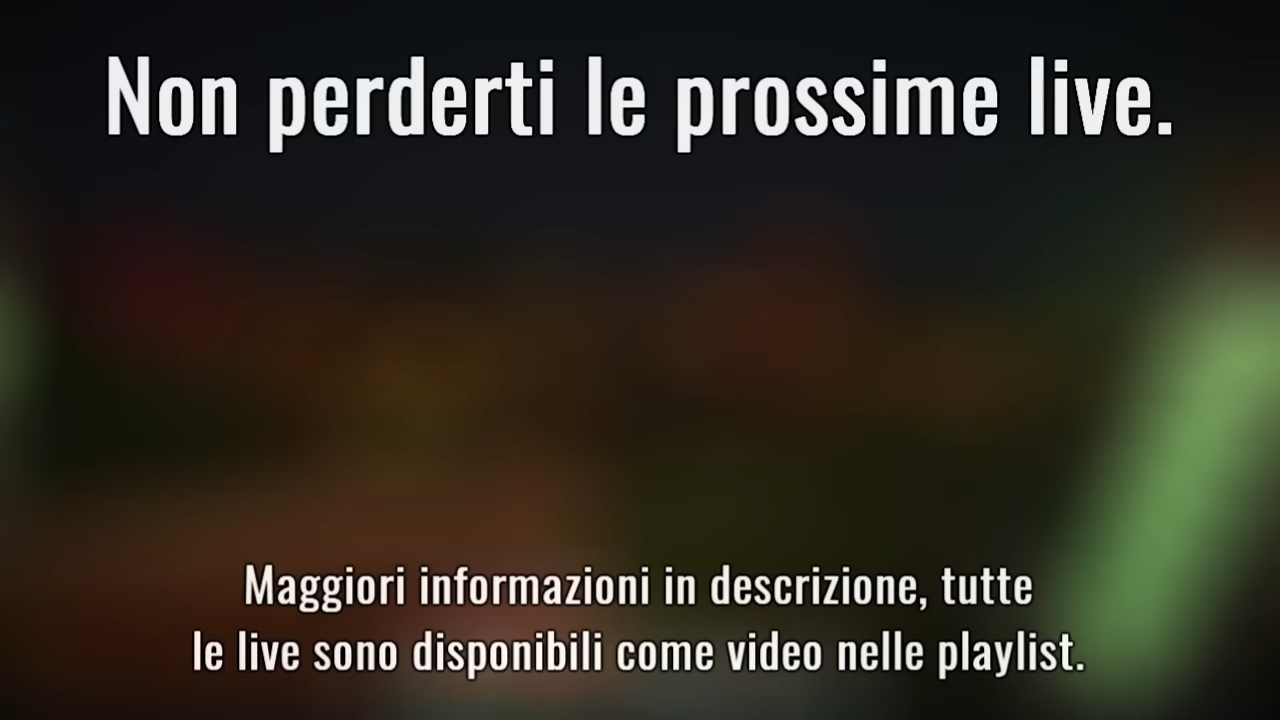 Non perderti le prossime live.
Maggiori informazioni in descrizione, tutte
le live sono disponibili come video nelle playlist.